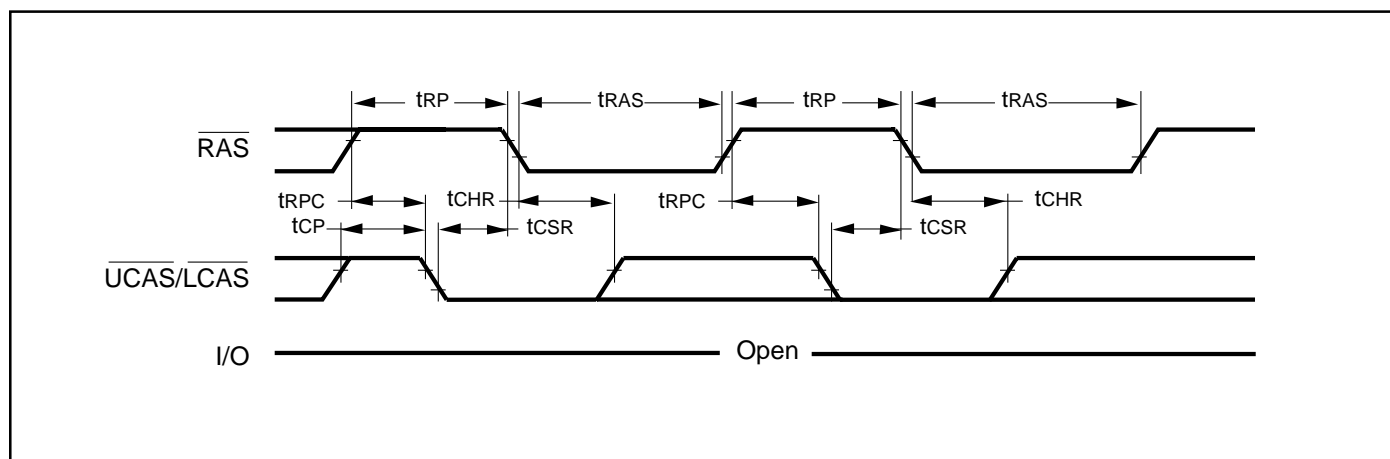 tRP tRAS tRP tRAS
RAS
tRPC tCHR tRPC tCHR
tCP tCSR tCSR
UCAS/LCAS
I/O Open